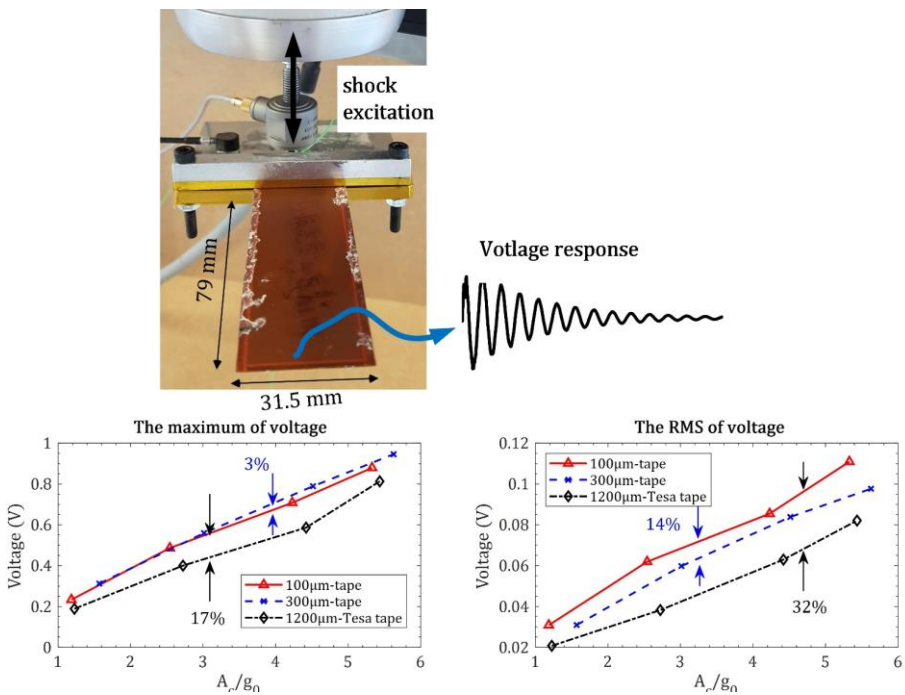 shock
excitation
79 mm
31.5 mm
Votlage response
The maximum of voltage
Voltage (V)
1
0.8
0.6
0.4
0.2
0
3%
17%
100μm-tape
300μm-tape
1200μm-Tesa tape
1 2 3 4 5 6
A_c/g_0
The RMS of voltage
Voltage (V)
0.12
0.1
0.08
0.06
0.04
0.02
100μm-tape
300μm-tape
1200μm-Tesa tape
14%
32%
1 2 3 4 5 6
A_c/g_0